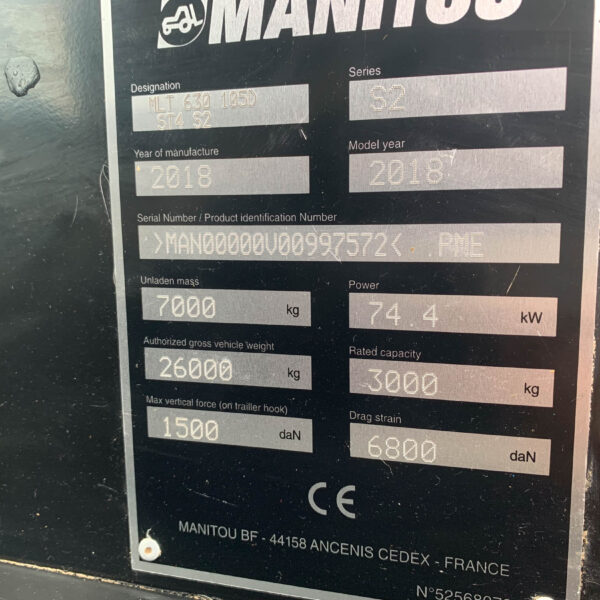 MANITOU
Designation
MLT 630 105D
ST4 S2
Series
S2
Year of manufacture
2018
Model year
2018
Serial Number / Product identification Number
>MAN00000V00997572< PME
Unladen mass
7000 kg
Power
74.4 kW
Authorized gross vehicle weight
26000 kg
Rated capacity
3000 kg
Max vertical force (on trailler hook)
1500 daN
Drag strain
6800 daN
CE
MANITOU BF - 44158 ANCENIS CEDEX - FRANCE